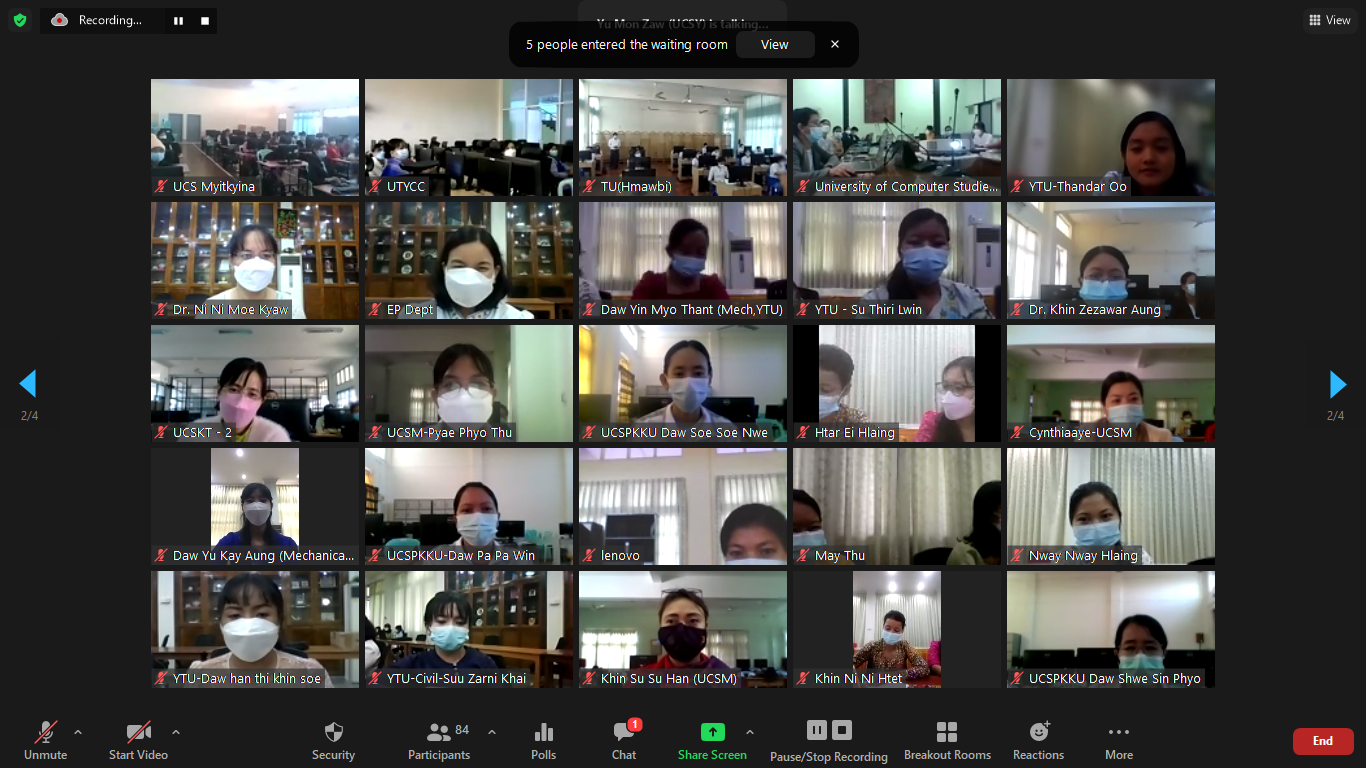 Recording...
Yu Mon Zaw (UCSY) is talking...
View
5 people entered the waiting room View
UCS Myitkyina
UTYCC
TU(Hmawbi)
University of Computer Studie...
YTU-Thandar Oo
Dr. Ni Ni Moe Kyaw
EP Dept
Daw Yin Myo Thant (Mech,YTU)
YTU - Su Thiri Lwin
Dr. Khin Zezawar Aung
UCSKT - 2
UCSM-Pyae Phyo Thu
UCSPKKU Daw Soe Soe Nwe
Htar Ei Hlaing
Cynthiaaye-UCSM
2/4
2/4
Daw Yu Kay Aung (Mechanica...
UCSPKKU-Daw Pa Pa Win
lenovo
May Thu
Nway Nway Hlaing
YTU-Daw han thi khin soe
YTU-Civil-Suu Zarni Khai
Khin Su Su Han (UCSM)
Khin Ni Ni Htet
UCSPKKU Daw Shwe Sin Phyo
Unmute
Start Video
Security
84
Participants
Polls
1
Chat
Share Screen
Pause/Stop Recording
Breakout Rooms
Reactions
More
End